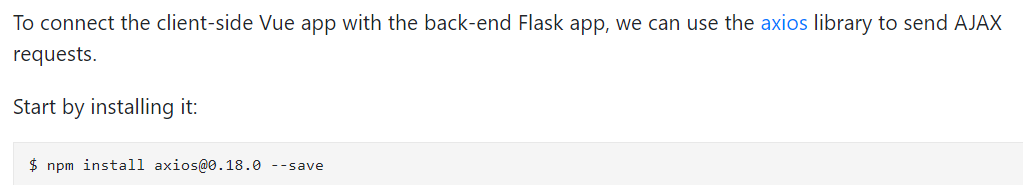 To connect the client-side Vue app with the back-end Flask app, we can use the axios library to send AJAX
requests.
Start by installing it:
$ npm install axios@0.18.0 --save